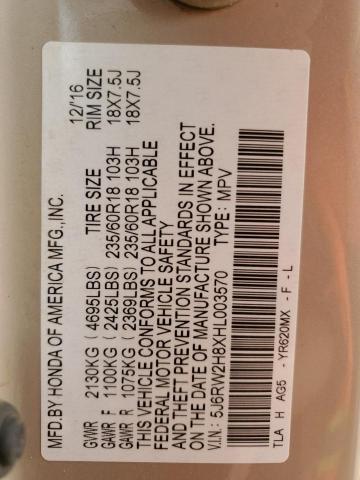 MFD.BY HONDA OF AMERICA MFG.,INC. 12/'16
TIRE SIZE RIM SIZE
GVWR 2130KG (4695LBS)
GAWR F 1100KG (2425LBS) 235/60R18 103H 18X7.5J
GAWR R 1075KG (2369LBS) 235/60R18 103H 18X7.5J
THIS VEHICLE CONFORMS TO ALL APPLICABLE
FEDERAL MOTOR VEHICLE SAFETY
AND THEFT PREVENTION STANDARDS IN EFFECT
ON THE DATE OF MANUFACTURE SHOWN ABOVE.
V.I.N.: 5J6RW2H8XHL003570 TYPE: MPV
TLA H AG5 -YR620MX - F - L